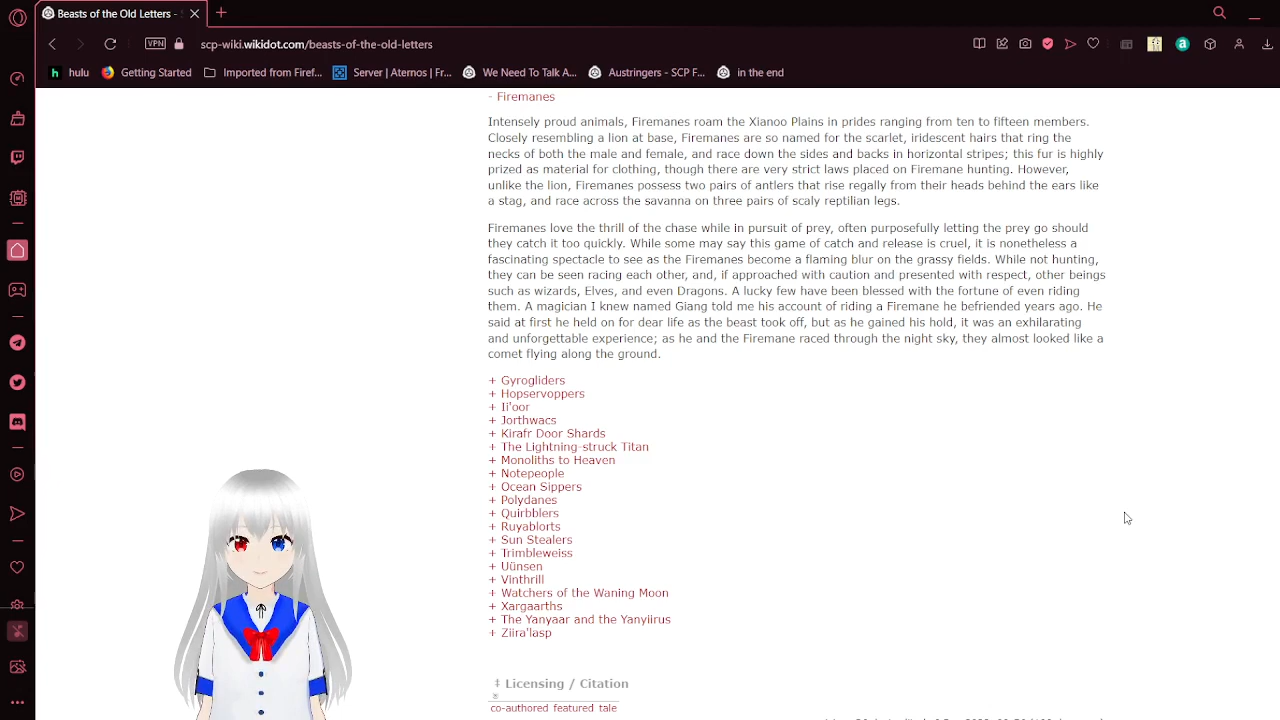 Beasts of the Old Letters -
scp-wiki.wikidot.com/beasts-of-the-old-letters
VPN
hulu
Getting Started
Imported from Firef...
Server | Aternos | Fr...
We Need To Talk A...
Austringers - SCP F...
in the end
- Firemanes
Intensely proud animals, Firemanes roam the Xianoo Plains in prides ranging from ten to fifteen members.
Closely resembling a lion at base, Firemanes are so named for the scarlet, iridescent hairs that ring the
necks of both the male and female, and race down the sides and backs in horizontal stripes; this fur is highly
prized as material for clothing, though there are very strict laws placed on Firemane hunting. However,
unlike the lion, Firemanes possess two pairs of antlers that rise regally from their heads behind the ears like
a stag, and race across the savanna on three pairs of scaly reptilian legs.
Firemanes love the thrill of the chase while in pursuit of prey, often purposefully letting the prey go should
they catch it too quickly. While some may say this game of catch and release is cruel, it is nonetheless a
fascinating spectacle to see as the Firemanes become a flaming blur on the grassy fields. While not hunting,
they can be seen racing each other, and, if approached with caution and presented with respect, other beings
such as wizards, Elves, and even Dragons. A lucky few have been blessed with the fortune of even riding
them. A magician I knew named Giang told me his account of riding a Firemane he befriended years ago. He
said at first he held on for dear life as the beast took off, but as he gained his hold, it was an exhilarating
and unforgettable experience; as he and the Firemane raced through the night sky, they almost looked like a
comet flying along the ground.
+ Gyrogliders
+ Hopservoppers
+ Ii'oor
+ Jorthwacs
+ Kirafr Door Shards
+ The Lightning-struck Titan
+ Monoliths to Heaven
+ Notepeople
+ Ocean Sippers
+ Polydanes
+ Quirbblers
+ Ruyablorts
+ Sun Stealers
+ Trimbleweiss
+ Uünsen
+ Vinthrill
+ Watchers of the Waning Moon
+ Xargaarths
+ The Yanyaar and the Yanyiirus
+ Ziira'lasp
‡ Licensing / Citation
co-authored featured tale